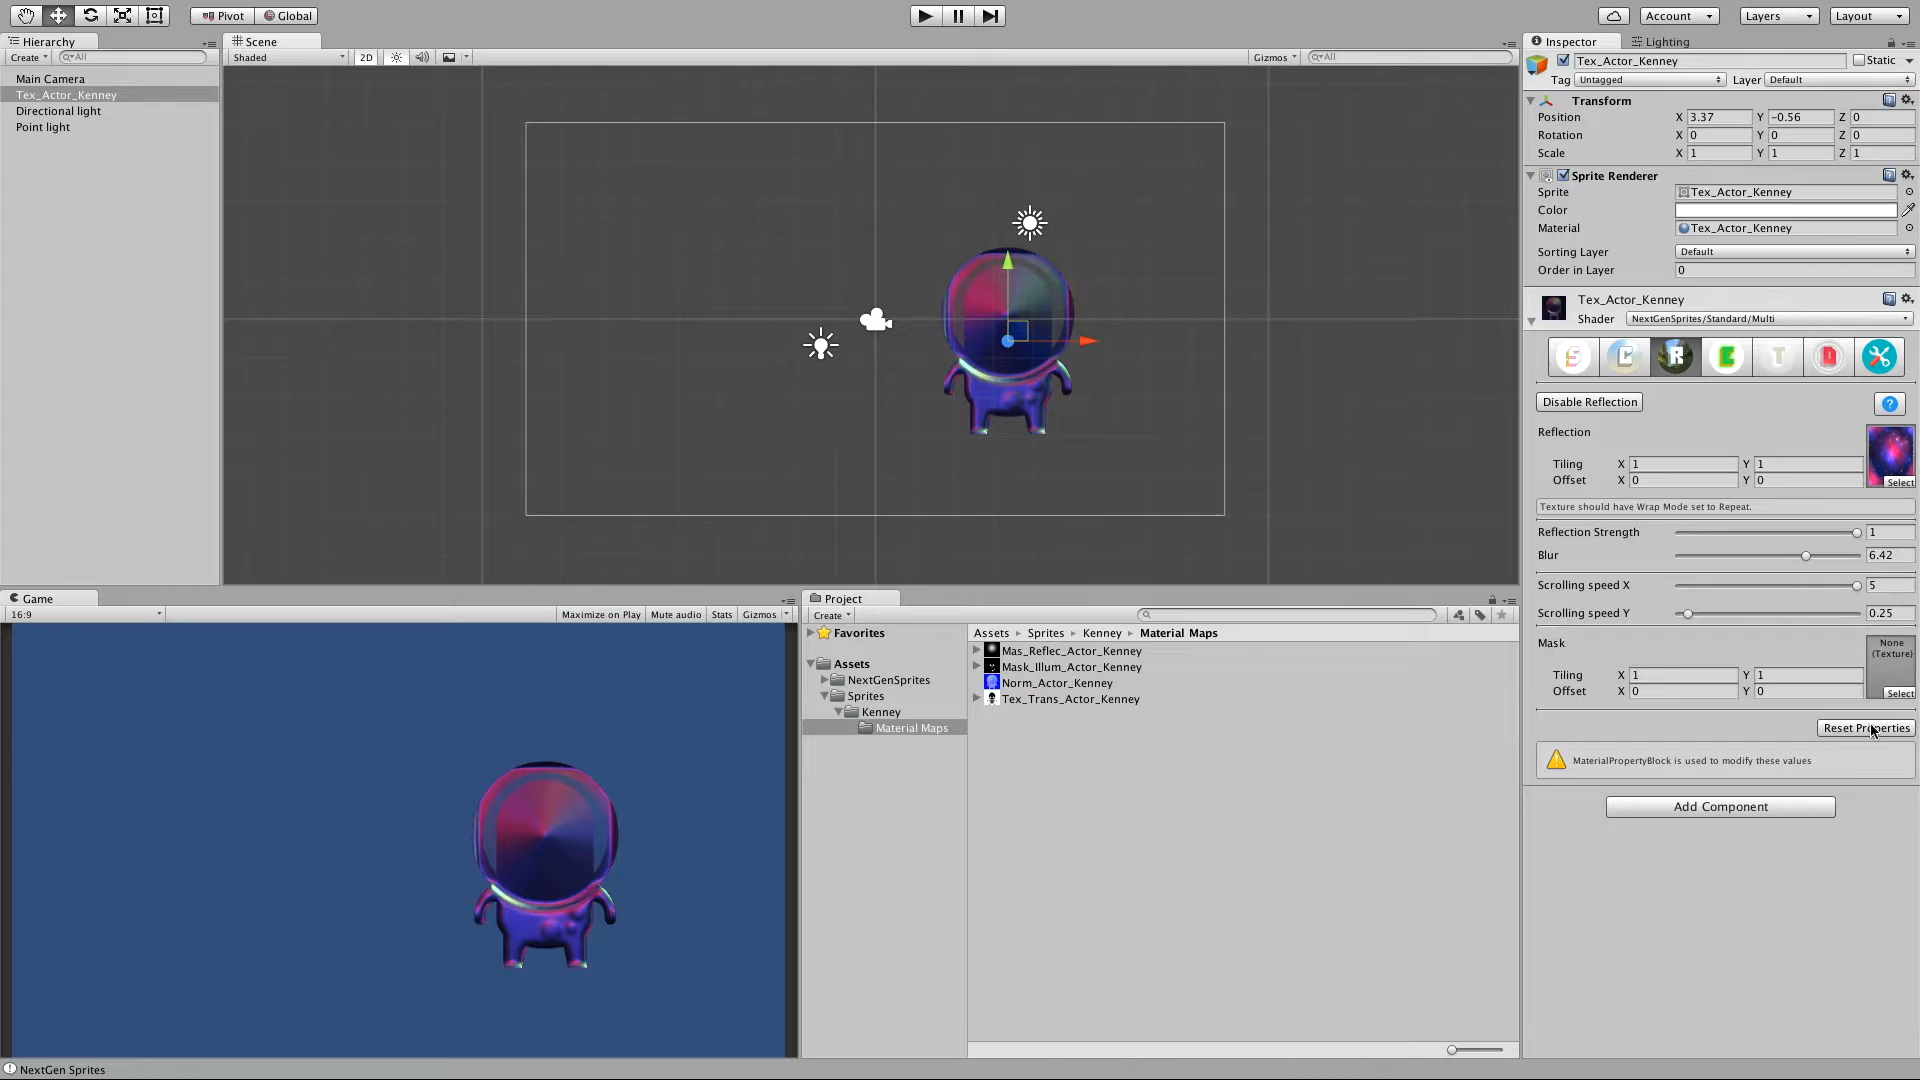 Pivot Global Account Layers Layout
Hierarchy
Create All
Main Camera
Tex_Actor_Kenney
Directional light
Point light
Scene
Shaded 2D Gizmos All
Game
16:9 Maximize on Play Mute audio Stats Gizmos
Project
Create
Favorites
Assets
NextGenSprites
Sprites
Kenney
Material Maps
Assets Sprites Kenney Material Maps
Mas_Reflec_Actor_Kenney
Mask_Illum_Actor_Kenney
Norm_Actor_Kenney
Tex_Trans_Actor_Kenney
Inspector Lighting
Tex_Actor_Kenney Static
Tag Untagged Layer Default
Transform
Position X 3.37 Y -0.56 Z 0
Rotation X 0 Y 0 Z 0
Scale X 1 Y 1 Z 1
Sprite Renderer
Sprite Tex_Actor_Kenney
Color
Material Tex_Actor_Kenney
Sorting Layer Default
Order in Layer 0
Tex_Actor_Kenney
Shader NextGenSprites/Standard/Multi
S C R E T D
Disable Reflection ?
Reflection
Tiling X 1 Y 1
Offset X 0 Y 0 Select
Texture should have Wrap Mode set to Repeat.
Reflection Strength 1
Blur 6.42
Scrolling speed X 5
Scrolling speed Y 0.25
Mask None
(Texture)
Tiling X 1 Y 1
Offset X 0 Y 0 Select
Reset Properties
MaterialPropertyBlock is used to modify these values
Add Component
NextGen Sprites